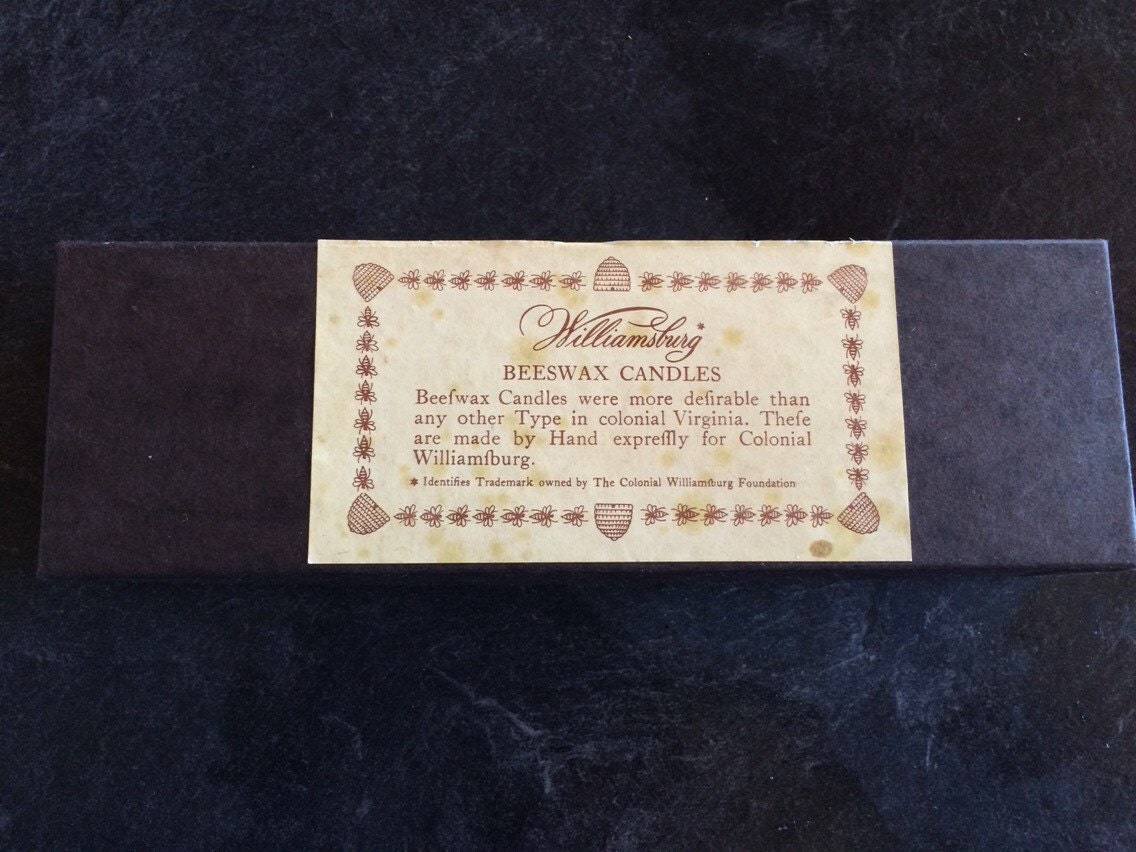 Williamsburg*
BEESWAX CANDLES
Beeſwax Candles were more deſirable than
any other Type in colonial Virginia. Theſe
are made by Hand expreſſly for Colonial
Williamſburg.
* Identifies Trademark owned by The Colonial Williamſburg Foundation